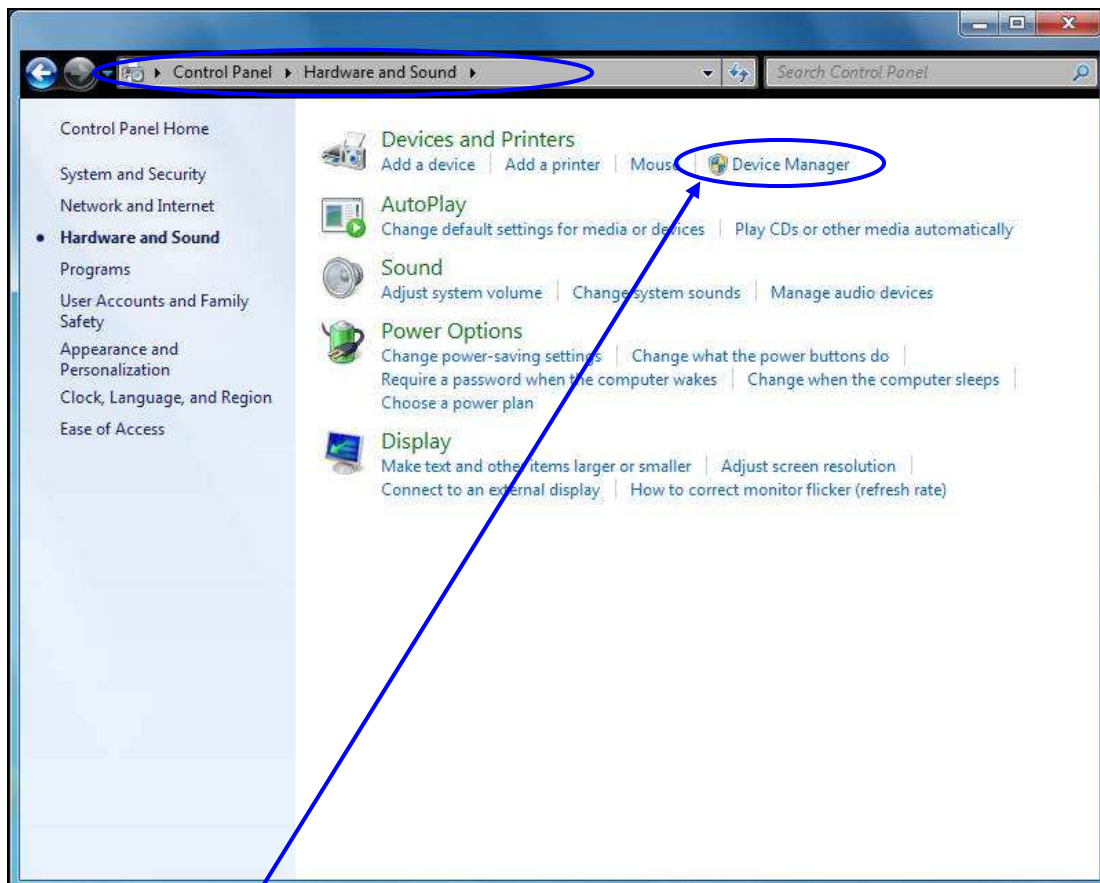 Control Panel Hardware and Sound Search Control Panel
Control Panel Home
System and Security
Network and Internet
Hardware and Sound
Programs
User Accounts and Family
Safety
Appearance and
Personalization
Clock, Language, and Region
Ease of Access
Devices and Printers
Add a device Add a printer Mouse Device Manager
AutoPlay
Change default settings for media or devices Play CDs or other media automatically
Sound
Adjust system volume Change system sounds Manage audio devices
Power Options
Change power-saving settings Change what the power buttons do
Require a password when the computer wakes Change when the computer sleeps
Choose a power plan
Display
Make text and other items larger or smaller Adjust screen resolution
Connect to an external display How to correct monitor flicker (refresh rate)